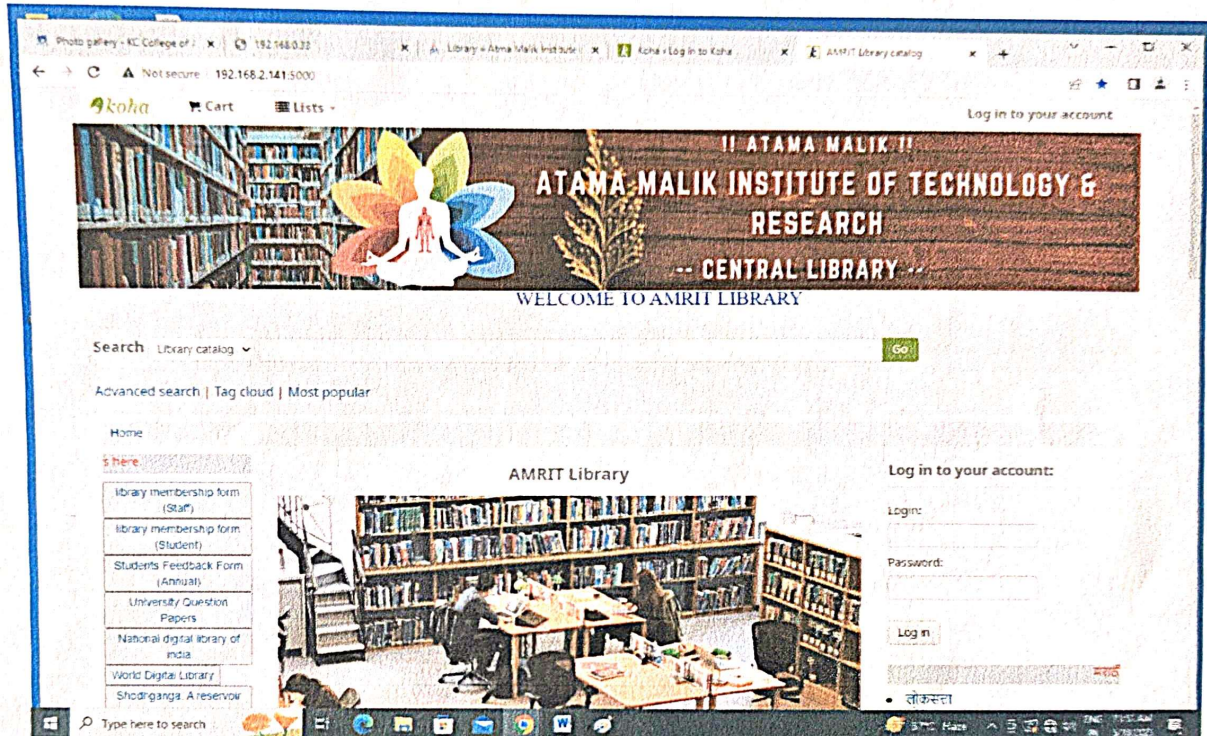 Photo gallery - KC College of
192.168.0.33
Library - Atma Malik Institute
Koha › Log in to Koha
AMRIT Library catalog
Not secure 192.168.2.141:5000
koha Cart Lists
Log in to your account
!! ATAMA MALIK !!
ATAMA MALIK INSTITUTE OF TECHNOLOGY &
RESEARCH
-- CENTRAL LIBRARY --
WELCOME TO AMRIT LIBRARY
Search Library catalog Go
Advanced search | Tag cloud | Most popular
Home
s here
library membership form
(Staff)
library membership form
(Student)
Students Feedback Form
(Annual)
University Question
Papers
National digital library of
india
World Digital Library
Shodhganga: A reservoir
AMRIT Library
Log in to your account:
Login:
Password:
Log in
• लोकसत्ता
Type here to search
Haze
ENG